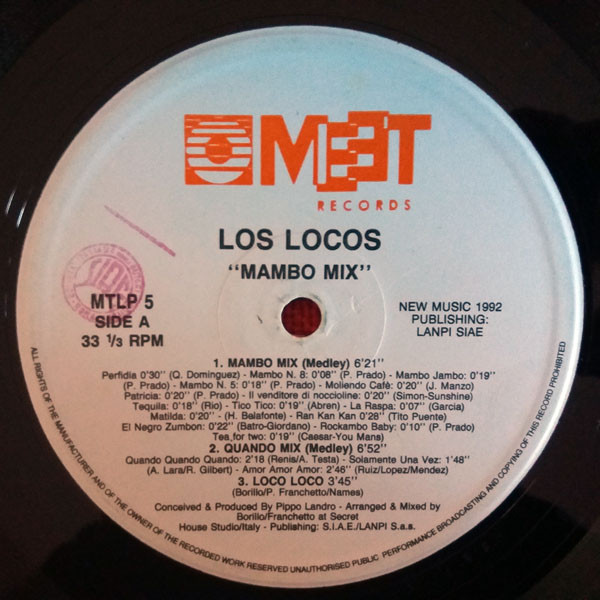 MEET
RECORDS
LOS LOCOS
"MAMBO MIX"
MTLP 5
SIDE A
33 ⅓ RPM
NEW MUSIC 1992
PUBLISHING:
LANPI SIAE
1. MAMBO MIX (Medley) 6'21''
Perfidia 0'30'' (Q. Dominguez) - Mambo N. 8: 0'08'' (P. Prado) - Mambo Jambo: 0'19''
(P. Prado) - Mambo N. 5: 0'18'' (P. Prado) - Moliendo Cafè: 0'20'' (J. Manzo)
Patricia: 0'20'' (P. Prado) - Il venditore di noccioline: 0'20'' (Simon-Sunshine)
Tequila: 0'18'' (Rio) - Tico Tico: 0'19'' (Abren) - La Raspa: 0'07'' (Garcia)
Matilda: 0'20'' - (H. Belafonte) - Ran Kan Kan 0'28'' (Tito Puente)
El Negro Zumbon: 0'22'' (Batro-Giordano) - Rockambo Baby: 0'10'' (P. Prado)
Tea for two: 0'19'' (Caesar-You Mans)
2. QUANDO MIX (Medley) 6'52''
Quando Quando Quando: 2'18 (Renis/A. Testa) - Solamente Una Vez: 1'48''
(A. Lara/R. Gilbert) - Amor Amor Amor: 2'46'' (Ruiz/Lopez/Mendez)
3. LOCO LOCO 3'45''
(Borillo/P. Franchetto/Names)
Conceived & Produced By Pippo Landro - Arranged & Mixed by
Borillo/Franchetto at Secret
House Studio/Italy - Publishing: S.I.A.E./LANPI S.a.s.
ALL RIGHTS OF THE MANUFACTURER AND OF THE OWNER OF THE RECORDED WORK RESERVED UNAUTHORISED PUBLIC PERFORMANCE BROADCASTING AND COPYING OF THIS RECORD PROHIBITED